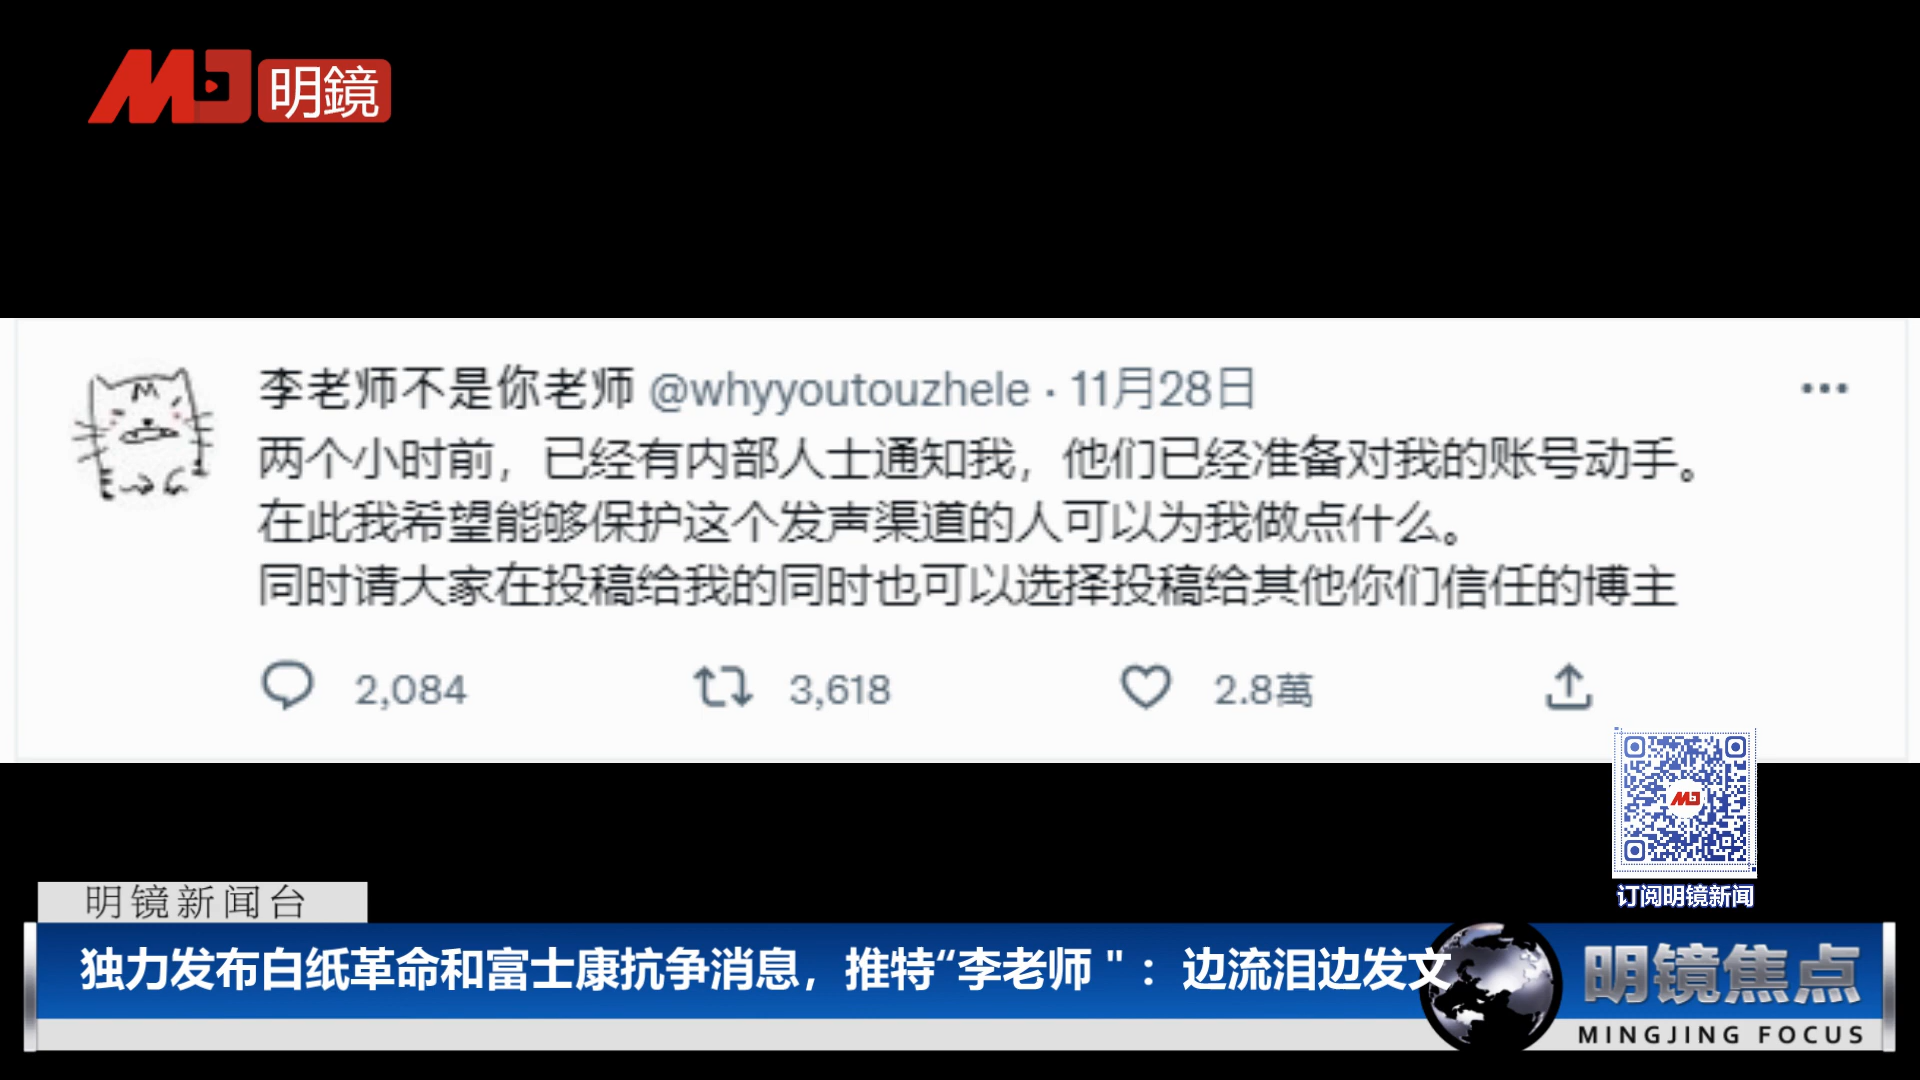 明鏡
李老师不是你老师 @whyyoutouzhele · 11月28日
两个小时前，已经有内部人士通知我，他们已经准备对我的账号动手。
在此我希望能够保护这个发声渠道的人可以为我做点什么。
同时请大家在投稿给我的同时也可以选择投稿给其他你们信任的博主
2,084 3,618 2.8萬
订阅明镜新闻
明镜新闻台
独力发布白纸革命和富士康抗争消息，推特“李老师 "： 边流泪边发文
明镜焦点
MINGJING FOCUS